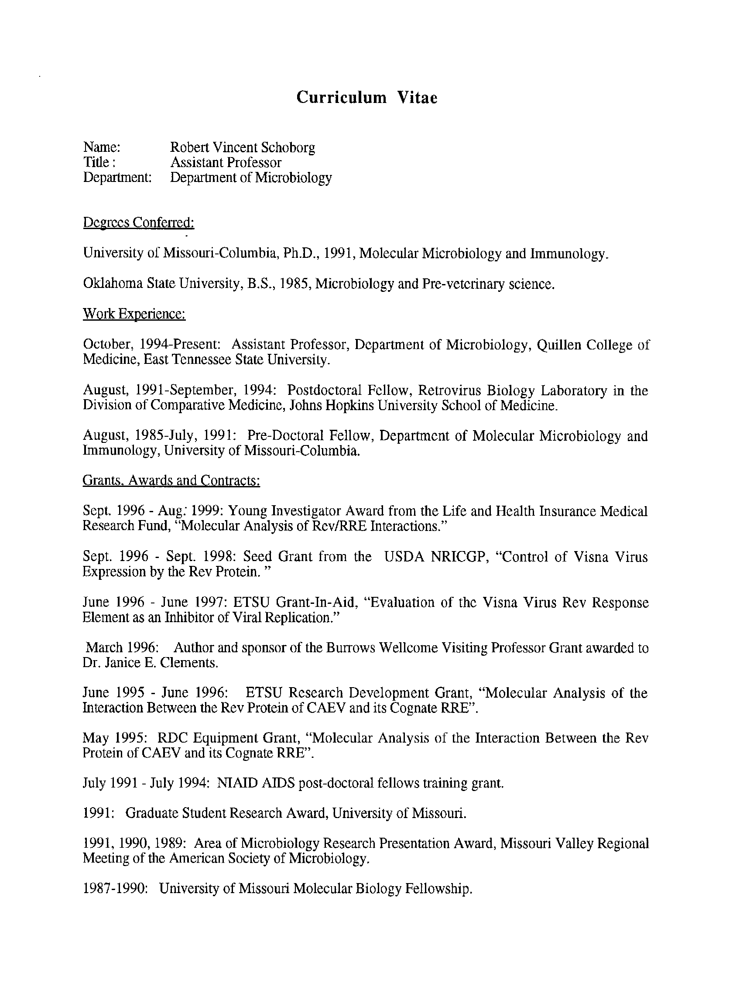 Curriculum Vitae
Name: Robert Vincent Schoborg
Title : Assistant Professor
Department: Department of Microbiology
Degrees Conferred:
University of Missouri-Columbia, Ph.D., 1991, Molecular Microbiology and Immunology.
Oklahoma State University, B.S., 1985, Microbiology and Pre-veterinary science.
Work Experience:
October, 1994-Present: Assistant Professor, Department of Microbiology, Quillen College of
Medicine, East Tennessee State University.
August, 1991-September, 1994: Postdoctoral Fellow, Retrovirus Biology Laboratory in the
Division of Comparative Medicine, Johns Hopkins University School of Medicine.
August, 1985-July, 1991: Pre-Doctoral Fellow, Department of Molecular Microbiology and
Immunology, University of Missouri-Columbia.
Grants, Awards and Contracts:
Sept. 1996 - Aug. 1999: Young Investigator Award from the Life and Health Insurance Medical
Research Fund, “Molecular Analysis of Rev/RRE Interactions.”
Sept. 1996 - Sept. 1998: Seed Grant from the USDA NRICGP, “Control of Visna Virus
Expression by the Rev Protein. ”
June 1996 - June 1997: ETSU Grant-In-Aid, “Evaluation of the Visna Virus Rev Response
Element as an Inhibitor of Viral Replication.”
March 1996: Author and sponsor of the Burrows Wellcome Visiting Professor Grant awarded to
Dr. Janice E. Clements.
June 1995 - June 1996: ETSU Research Development Grant, “Molecular Analysis of the
Interaction Between the Rev Protein of CAEV and its Cognate RRE”.
May 1995: RDC Equipment Grant, “Molecular Analysis of the Interaction Between the Rev
Protein of CAEV and its Cognate RRE”.
July 1991 - July 1994: NIAID AIDS post-doctoral fellows training grant.
1991: Graduate Student Research Award, University of Missouri.
1991, 1990, 1989: Area of Microbiology Research Presentation Award, Missouri Valley Regional
Meeting of the American Society of Microbiology.
1987-1990: University of Missouri Molecular Biology Fellowship.